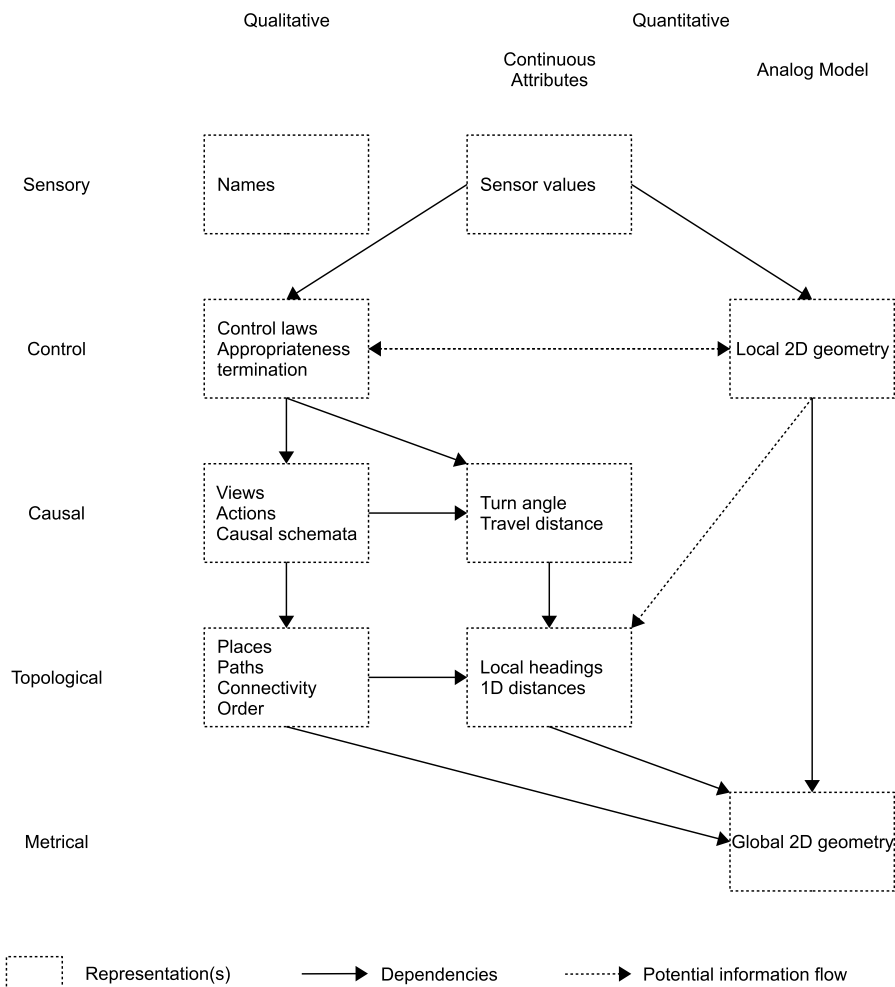 Qualitative
Quantitative
Continuous
Attributes
Analog Model
Sensory
Names
Sensor values
Control
Control laws
Appropriateness
termination
Local 2D geometry
Causal
Views
Actions
Causal schemata
Turn angle
Travel distance
Topological
Places
Paths
Connectivity
Order
Local headings
1D distances
Metrical
Global 2D geometry
Representation(s)
Dependencies
Potential information flow